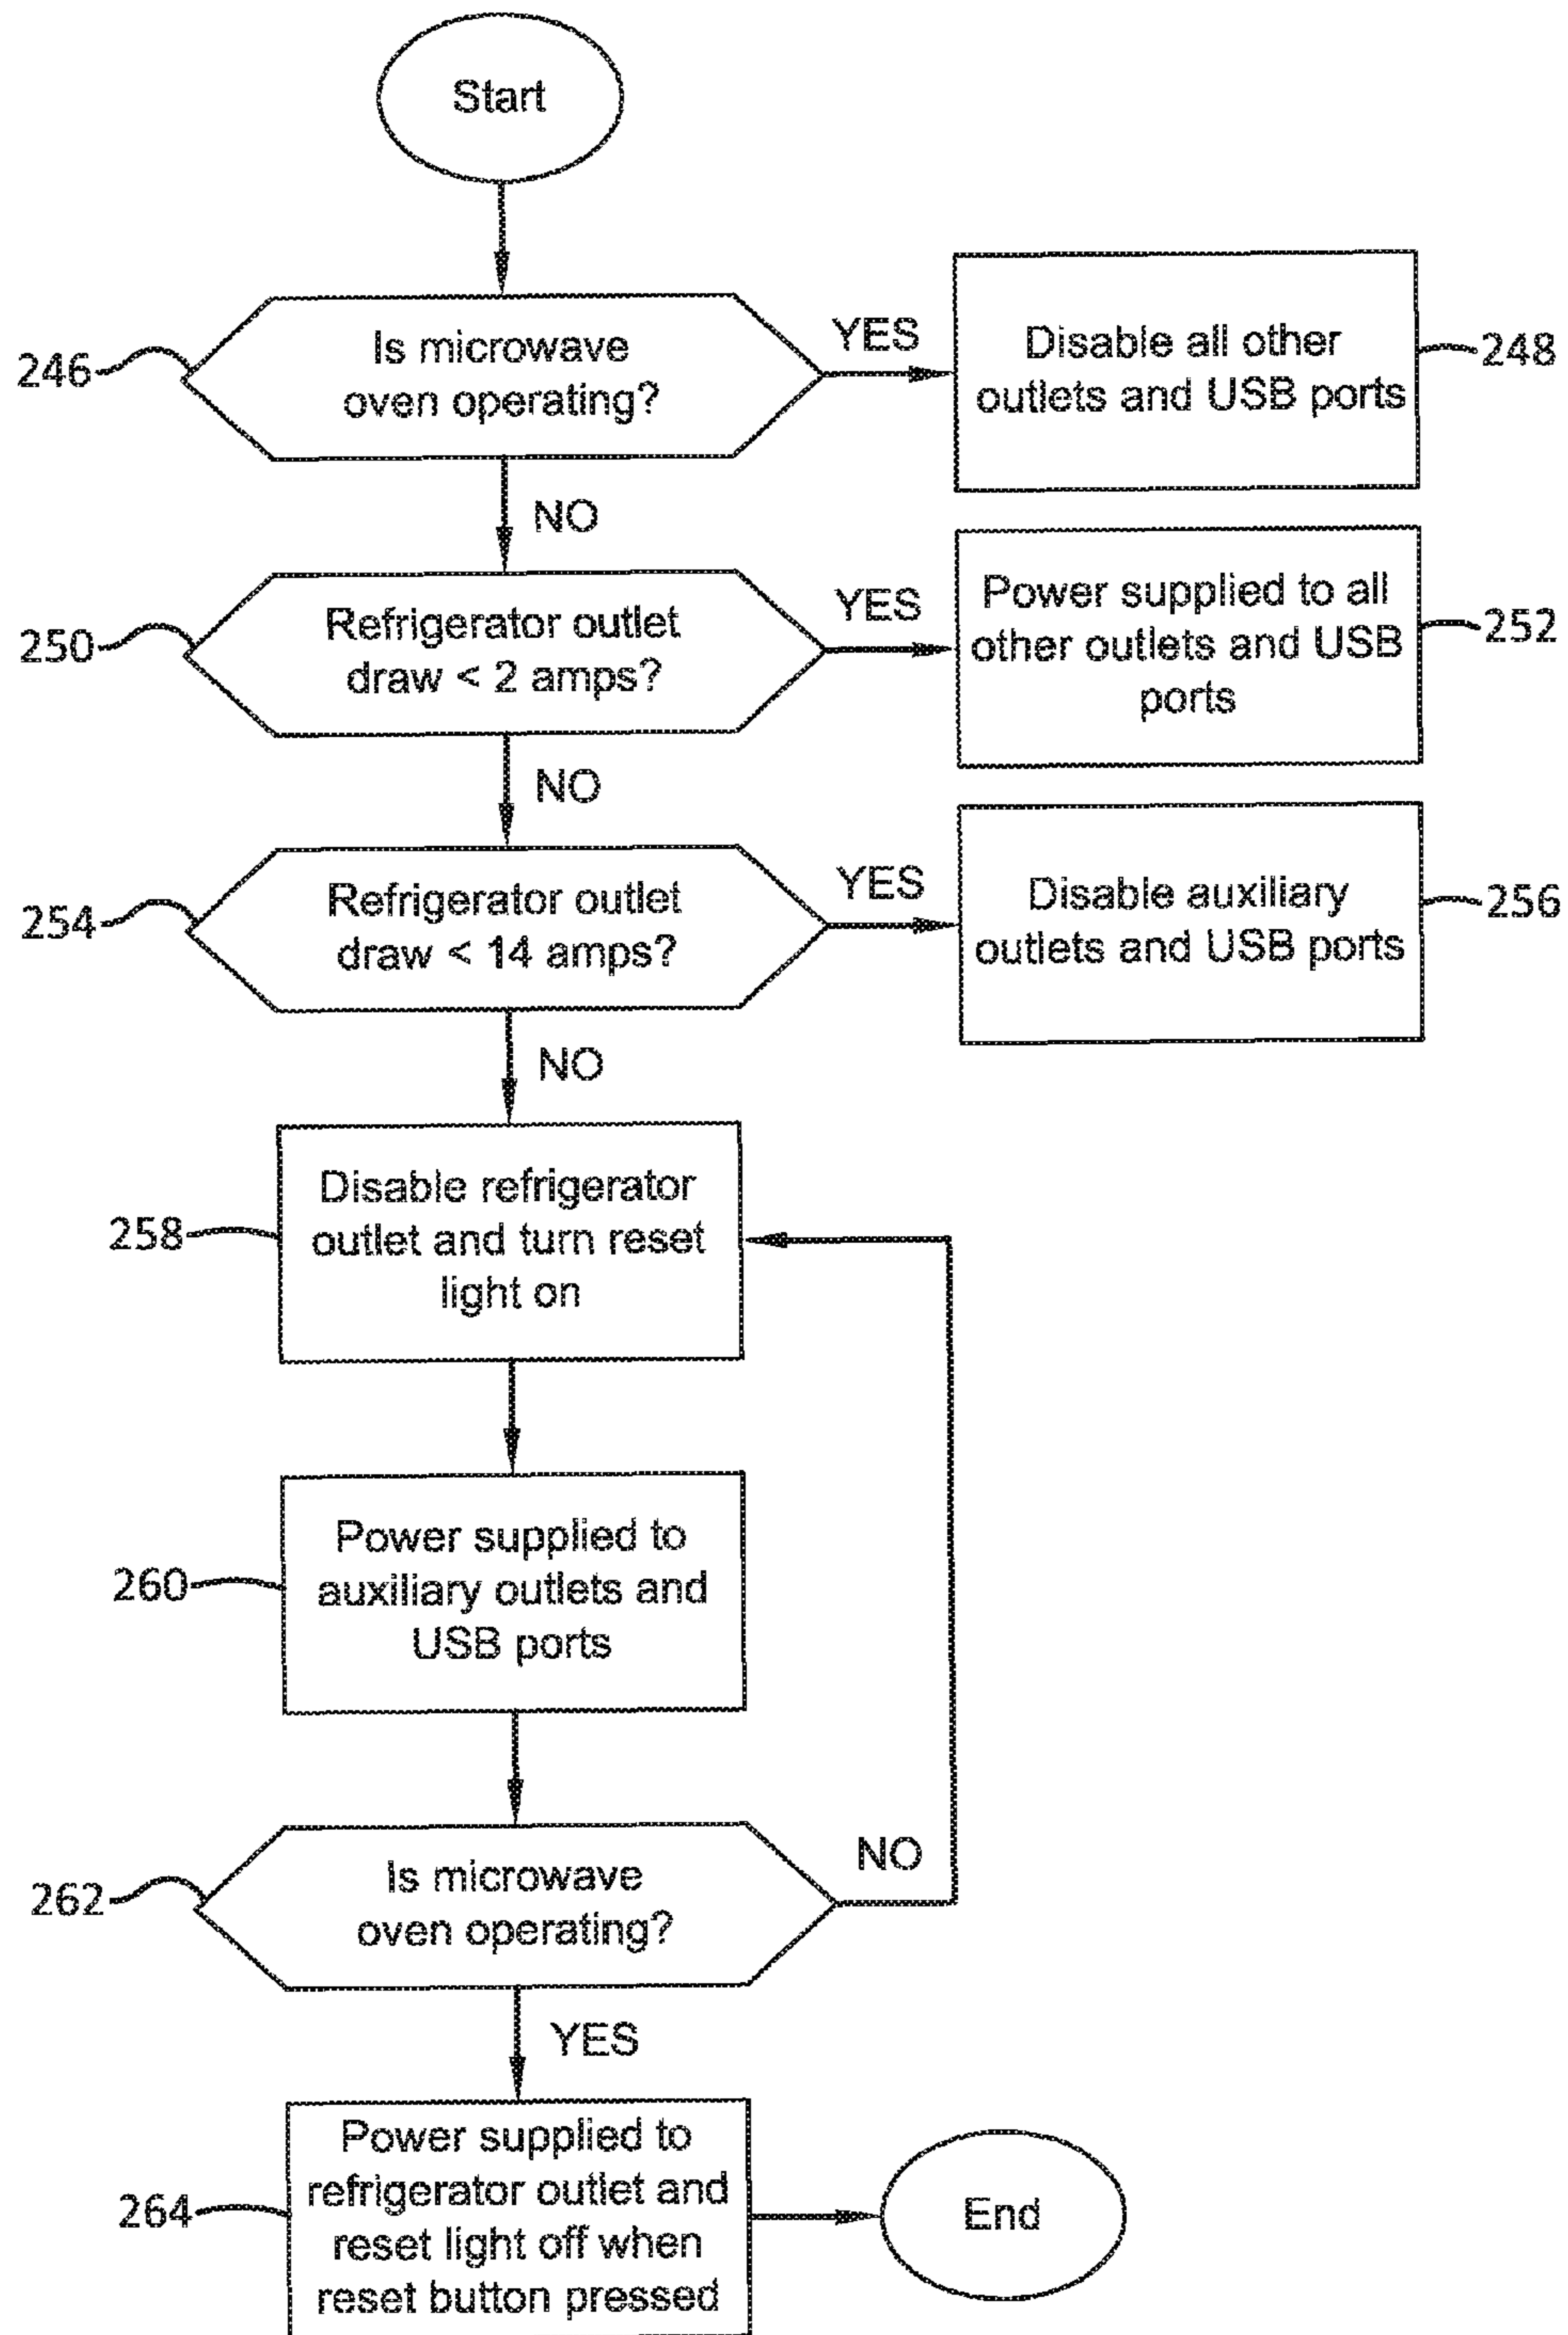 Start
Is microwave
oven operating?
246
YES
Disable all other
outlets and USB ports
248
NO
Refrigerator outlet
draw < 2 amps?
250
YES
Power supplied to all
other outlets and USB
ports
252
NO
Refrigerator outlet
draw < 14 amps?
254
YES
Disable auxiliary
outlets and USB ports
256
NO
Disable refrigerator
outlet and turn reset
light on
258
Power supplied to
auxiliary outlets and
USB ports
260
Is microwave
oven operating?
262
NO
YES
Power supplied to
refrigerator outlet and
reset light off when
reset button pressed
264
End